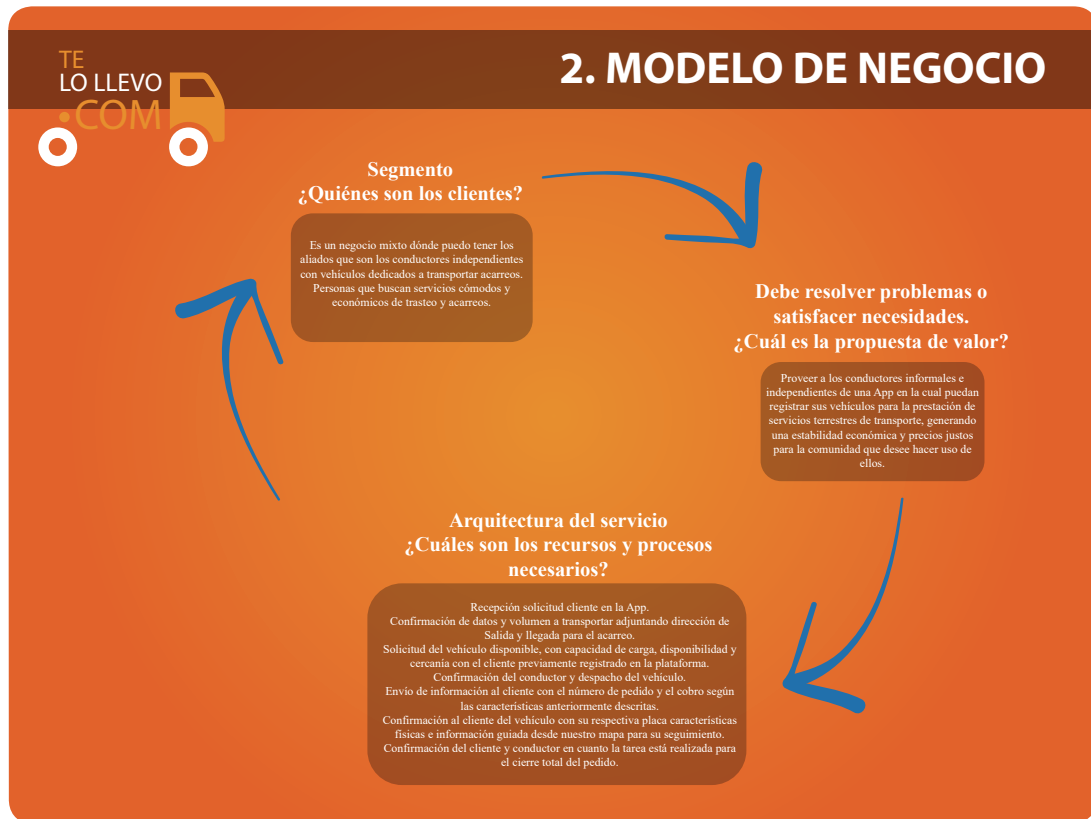 TE
LO LLEVO
•COM
2. MODELO DE NEGOCIO
Segmento
¿Quiénes son los clientes?
Es un negocio mixto dónde puedo tener los
aliados que son los conductores independientes
con vehículos dedicados a transportar acarreos.
Personas que buscan servicios cómodos y
económicos de trasteo y acarreos.
Debe resolver problemas o
satisfacer necesidades.
¿Cuál es la propuesta de valor?
Proveer a los conductores informales e
independientes de una App en la cual puedan
registrar sus vehículos para la prestación de
servicios terrestres de transporte, generando
una estabilidad económica y precios justos
para la comunidad que desee hacer uso de
ellos.
Arquitectura del servicio
¿Cuáles son los recursos y procesos
necesarios?
Recepción solicitud cliente en la App.
Confirmación de datos y volumen a transportar adjuntando dirección de
Salida y llegada para el acarreo.
Solicitud del vehículo disponible, con capacidad de carga, disponibilidad y
cercanía con el cliente previamente registrado en la plataforma.
Confirmación del conductor y despacho del vehículo.
Envío de información al cliente con el número de pedido y el cobro según
las características anteriormente descritas.
Confirmación al cliente del vehículo con su respectiva placa características
físicas e información guiada desde nuestro mapa para su seguimiento.
Confirmación del cliente y conductor en cuanto la tarea está realizada para
el cierre total del pedido.